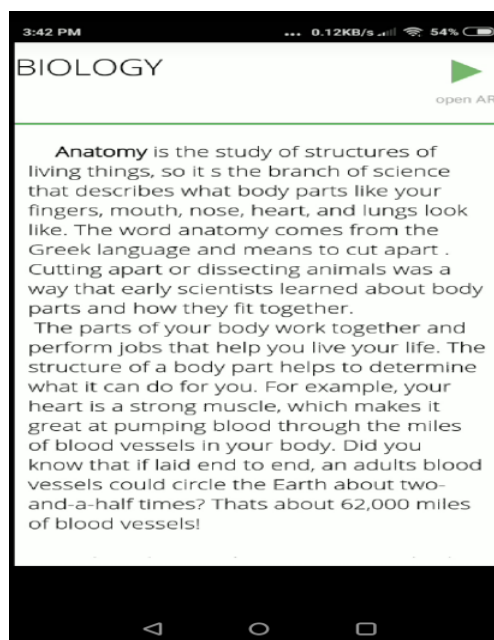 3:42 PM
... 0.12KB/s 54%
BIOLOGY
open AR
Anatomy is the study of structures of
living things, so it s the branch of science
that describes what body parts like your
fingers, mouth, nose, heart, and lungs look
like. The word anatomy comes from the
Greek language and means to cut apart .
Cutting apart or dissecting animals was a
way that early scientists learned about body
parts and how they fit together.
The parts of your body work together and
perform jobs that help you live your life. The
structure of a body part helps to determine
what it can do for you. For example, your
heart is a strong muscle, which makes it
great at pumping blood through the miles
of blood vessels in your body. Did you
know that if laid end to end, an adults blood
vessels could circle the Earth about two-
and-a-half times? Thats about 62,000 miles
of blood vessels!